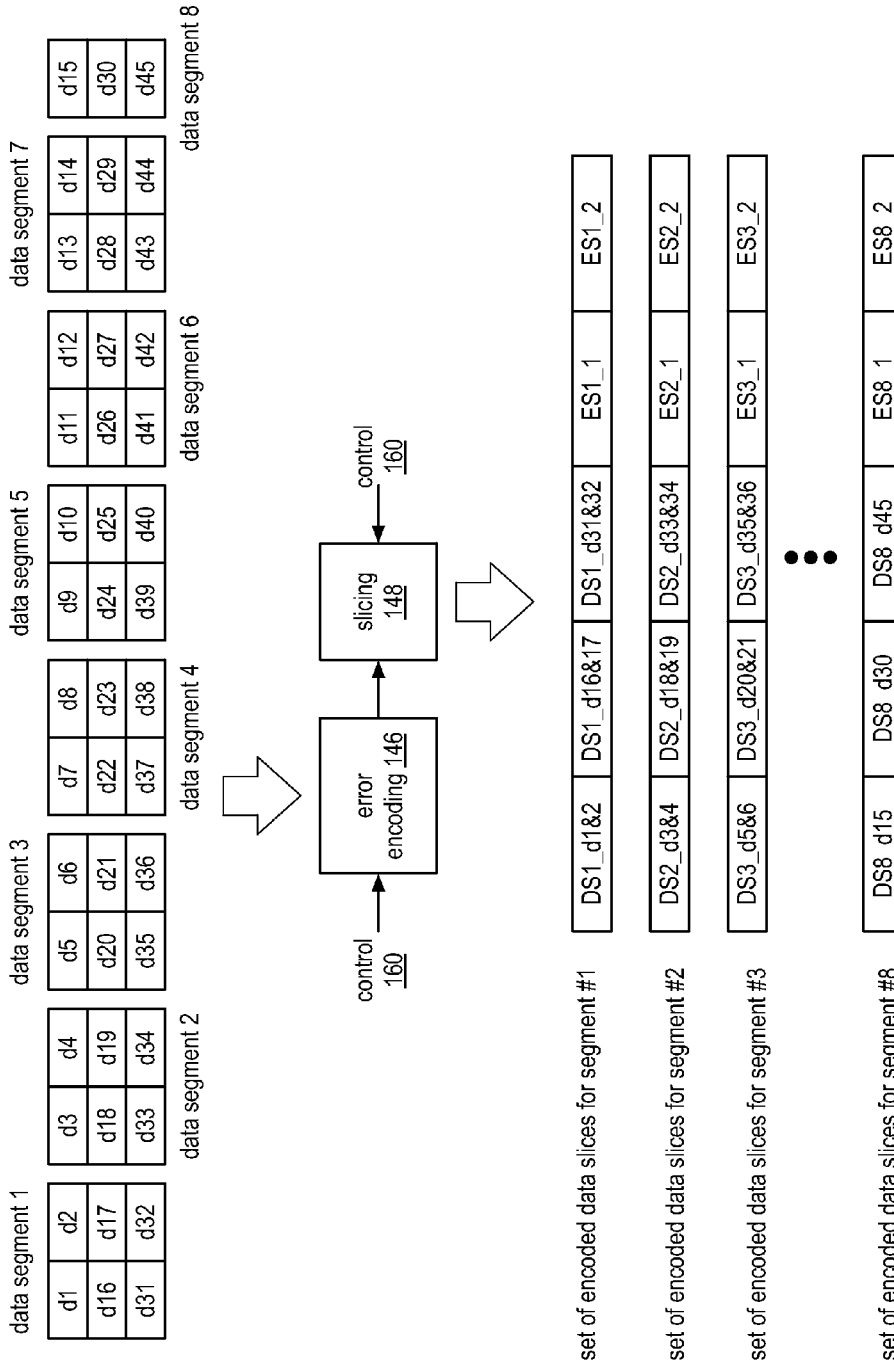 data segment 1
data segment 3
data segment 5
data segment 7
d1 d2 d3 d4 d5 d6 d7 d8 d9 d10 d11 d12 d13 d14 d15
d16 d17 d18 d19 d20 d21 d22 d23 d24 d25 d26 d27 d28 d29 d30
d31 d32 d33 d34 d35 d36 d37 d38 d39 d40 d41 d42 d43 d44 d45
data segment 2
data segment 4
data segment 6
data segment 8
control
160
error
encoding 146
slicing
148
control
160
set of encoded data slices for segment #1 DS1_d1&2 DS1_d16&17 DS1_d31&32 ES1_1 ES1_2
set of encoded data slices for segment #2 DS2_d3&4 DS2_d18&19 DS2_d33&34 ES2_1 ES2_2
set of encoded data slices for segment #3 DS3_d5&6 DS3_d20&21 DS3_d35&36 ES3_1 ES3_2
set of encoded data slices for segment #8 DS8_d15 DS8_d30 DS8_d45 ES8_1 ES8_2